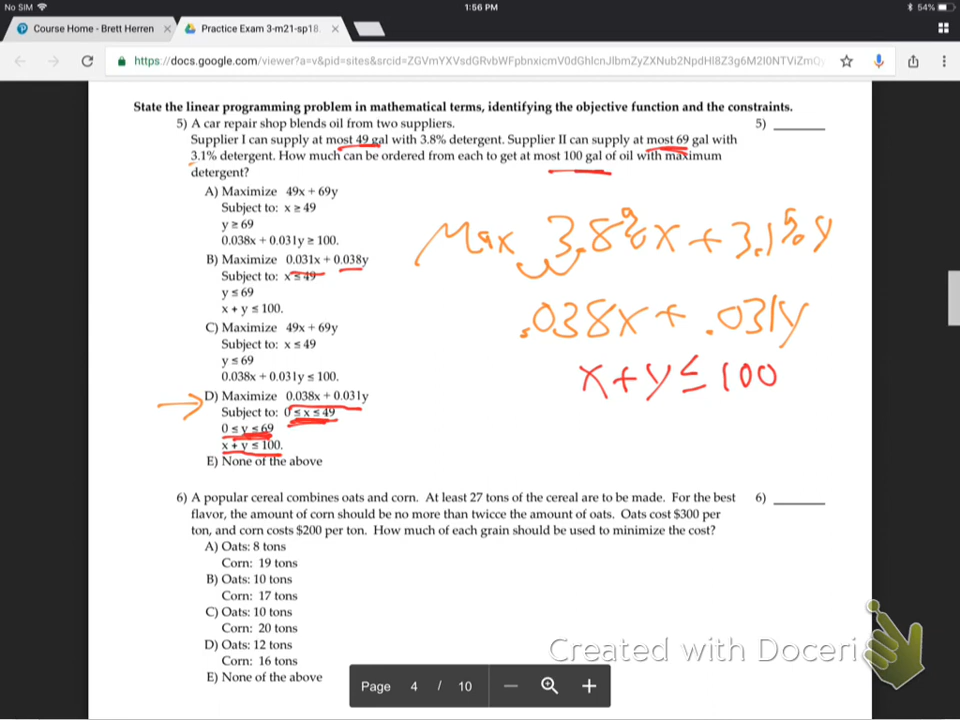 No SIM
1:56 PM
54%
Course Home - Brett Herren ×
Practice Exam 3-m21-sp18 ×
State the linear programming problem in mathematical terms, identifying the objective function and the constraints.
5) A car repair shop blends oil from two suppliers. 5)
Supplier I can supply at most 49 gal with 3.8% detergent. Supplier II can supply at most 69 gal with
3.1% detergent. How much can be ordered from each to get at most 100 gal of oil with maximum
detergent?
A) Maximize 49x + 69y
Subject to: x ≥ 49
y ≥ 69
0.038x + 0.031y ≥ 100.
B) Maximize 0.031x + 0.038y
Subject to: x ≤ 49
y ≤ 69
x + y ≤ 100.
C) Maximize 49x + 69y
Subject to: x ≤ 49
y ≤ 69
0.038x + 0.031y ≤ 100.
D) Maximize 0.038x + 0.031y
Subject to: 0 ≤ x ≤ 49
0 ≤ y ≤ 69
x + y ≤ 100.
E) None of the above
Max 3.8% x + 3.1% y
.038x + .031y
x + y ≤ 100
6) A popular cereal combines oats and corn. At least 27 tons of the cereal are to be made. For the best 6)
flavor, the amount of corn should be no more than twicce the amount of oats. Oats cost $300 per
ton, and corn costs $200 per ton. How much of each grain should be used to minimize the cost?
A) Oats: 8 tons
Corn: 19 tons
B) Oats: 10 tons
Corn: 17 tons
C) Oats: 10 tons
Corn: 20 tons
D) Oats: 12 tons
Corn: 16 tons
E) None of the above
Created with Doceri
Page 4 / 10